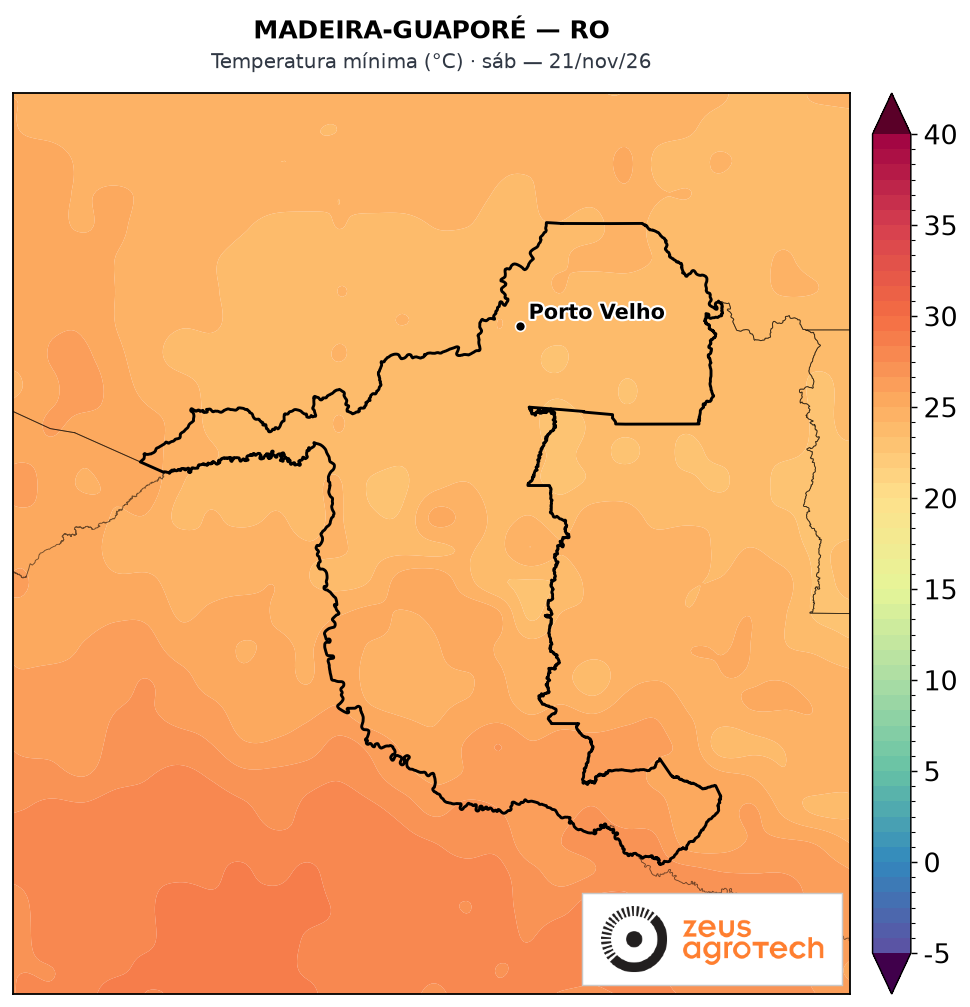 MADEIRA-GUAPORÉ — RO
Temperatura mínima (°C) · sáb — 21/nov/26
Porto Velho
40
35
30
25
20
15
10
5
0
-5
zeus
agrotech